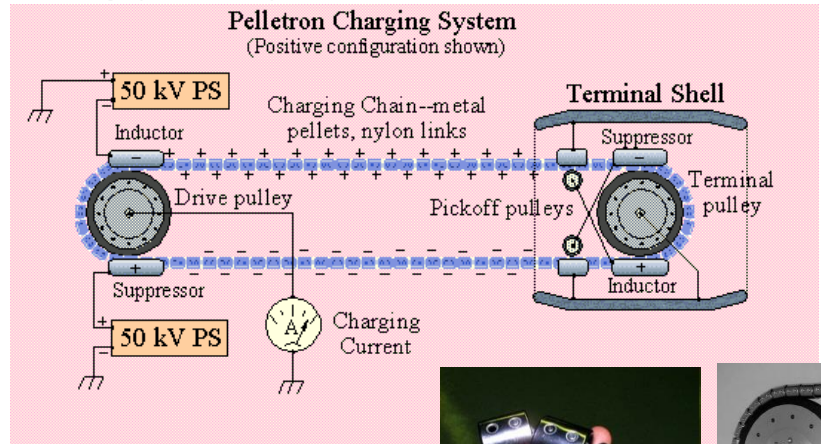 Pelletron Charging System
(Positive configuration shown)
+
50 kV PS
−
Inductor
−
Charging Chain--metal
pellets, nylon links
+ + + + + + + + + +
+ + + + + + + + +
Terminal Shell
Suppressor
−
Drive pulley
Pickoff pulleys
Terminal
pulley
− − − − − − − −
− − − − − − − − −
+
Suppressor
+
Inductor
+
50 kV PS
−
A
Charging
Current